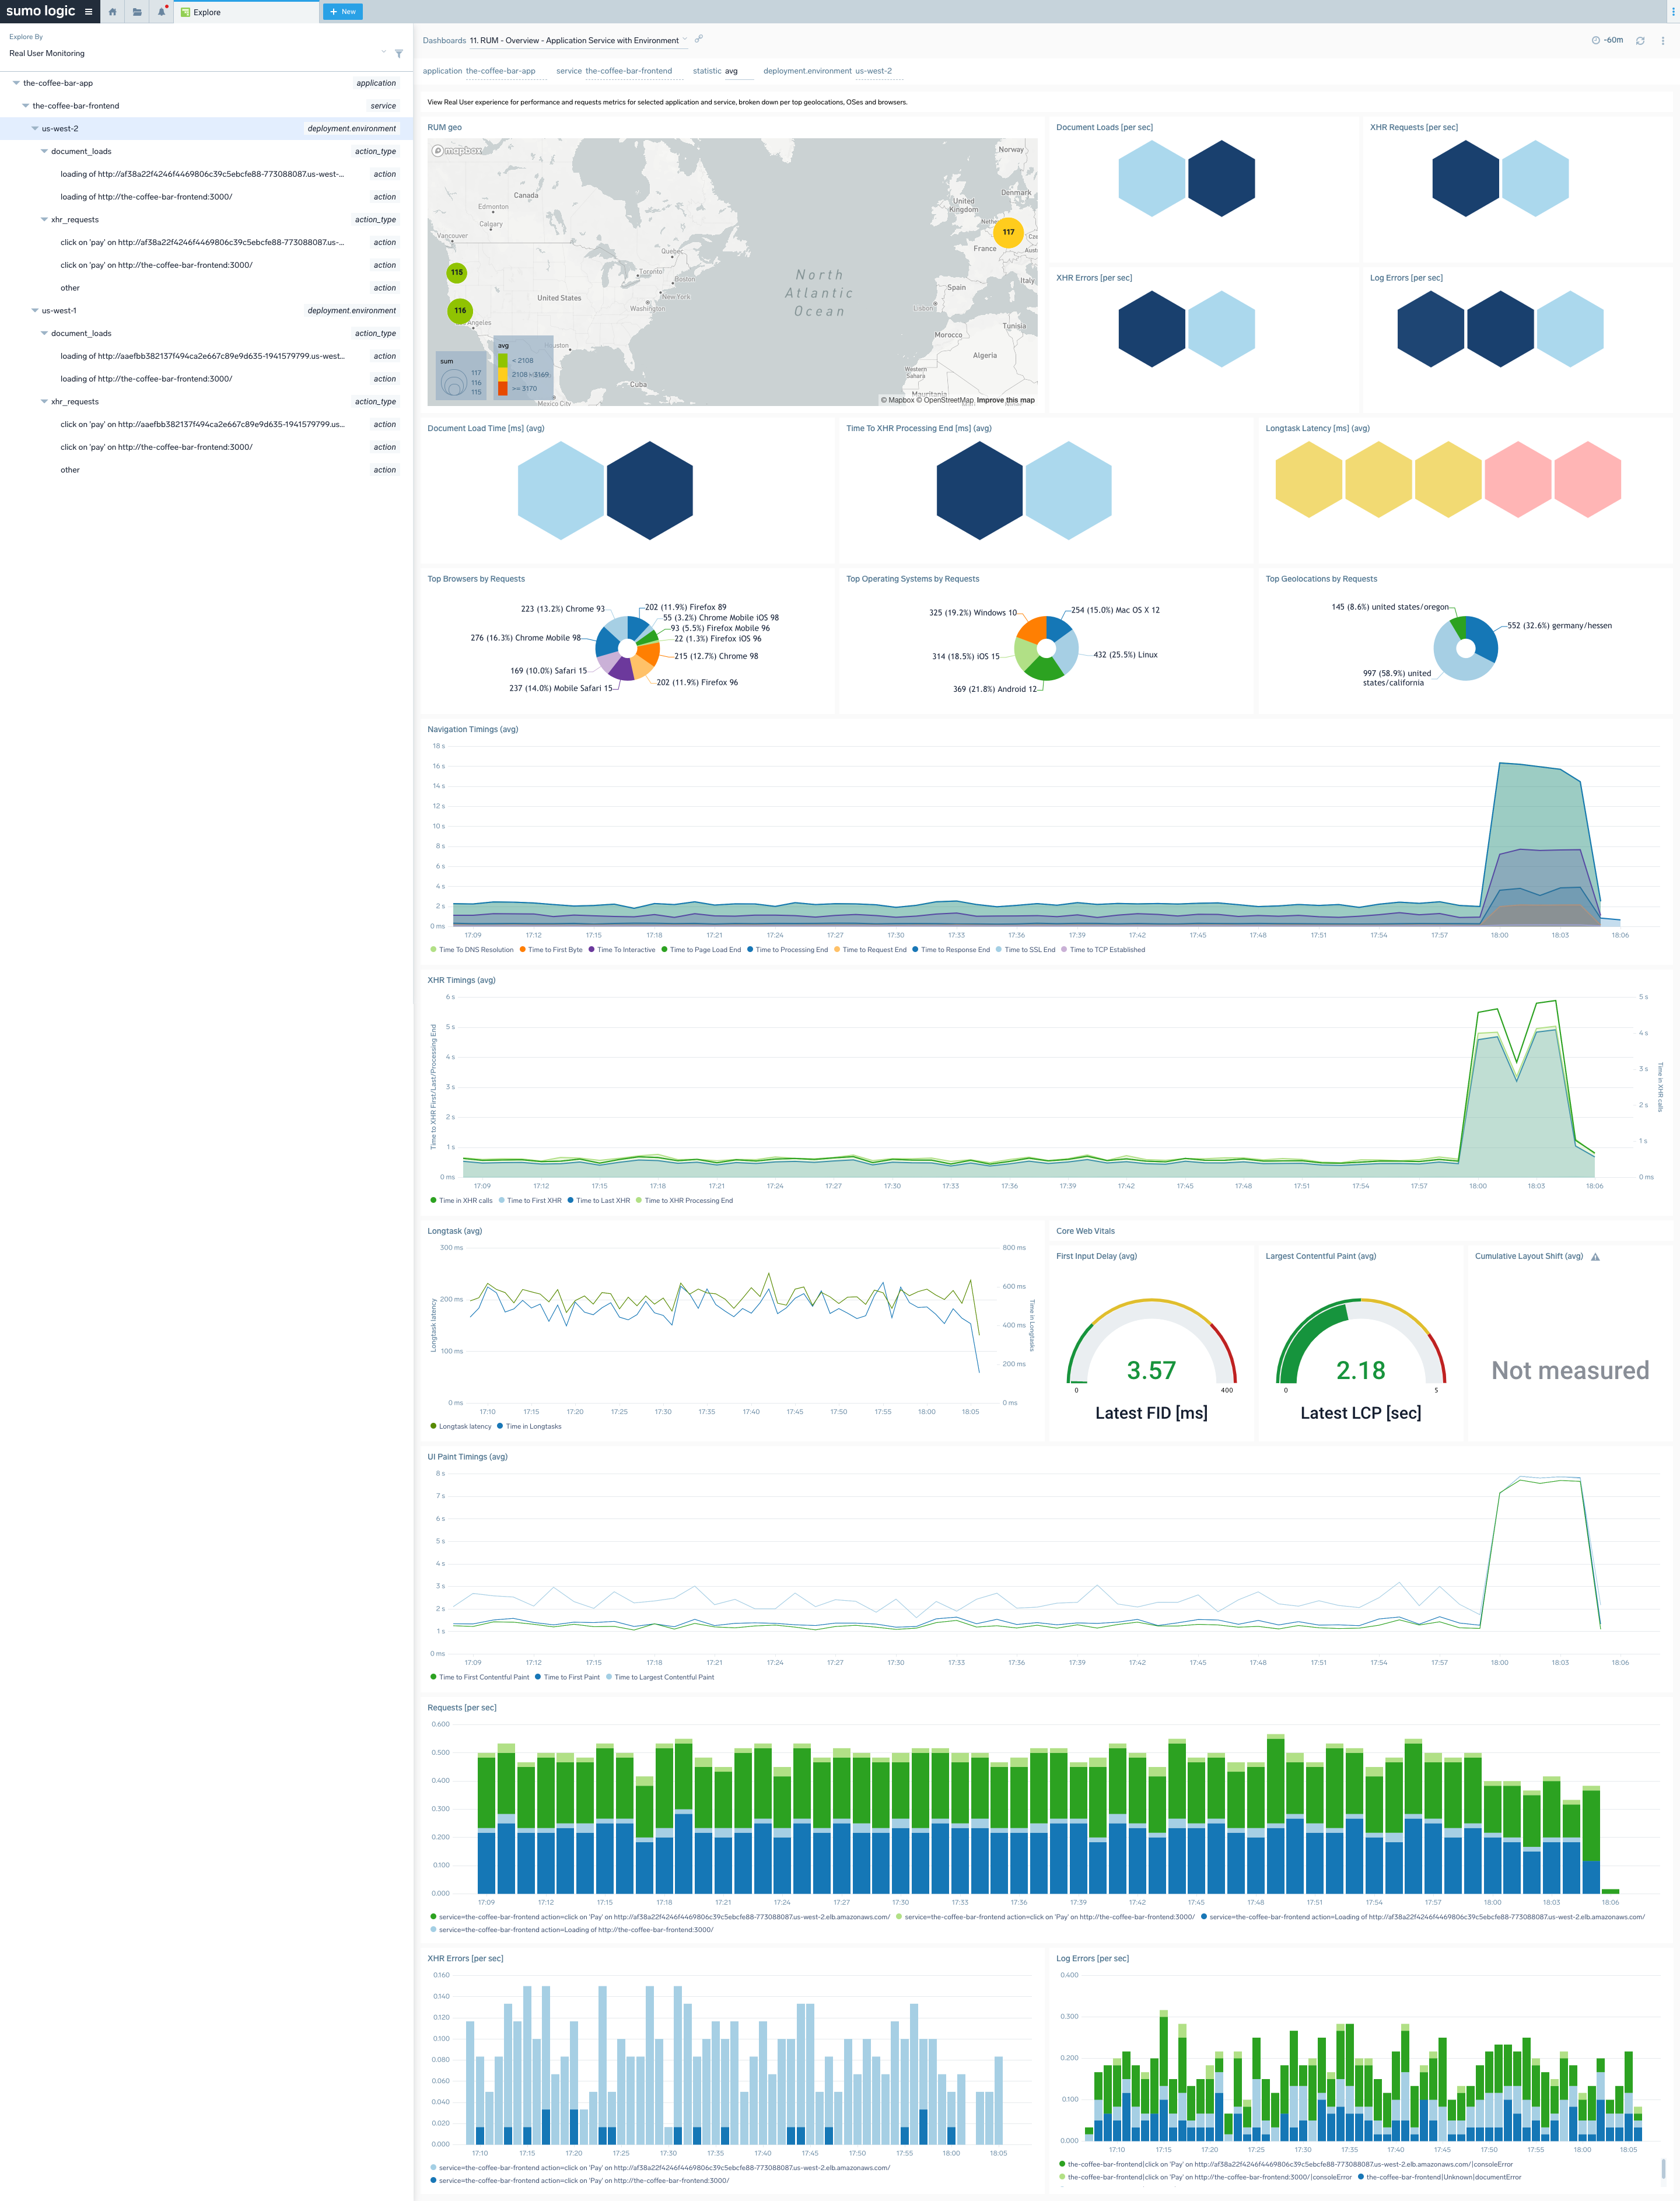 sumo logic
Explore
+ New
Explore By
Real User Monitoring
the-coffee-bar-app application
the-coffee-bar-frontend service
us-west-2 deployment.environment
document_loads action_type
loading of http://af38a22f4246f4469806c39c5ebcfe88-773088087.us-west-... action
loading of http://the-coffee-bar-frontend:3000/ action
xhr_requests action_type
click on 'pay' on http://af38a22f4246f4469806c39c5ebcfe88-773088087.us-... action
click on 'pay' on http://the-coffee-bar-frontend:3000/ action
other action
us-west-1 deployment.environment
document_loads action_type
loading of http://aaefbb382137f494ca2e667c89e9d635-1941579799.us-west... action
loading of http://the-coffee-bar-frontend:3000/ action
xhr_requests action_type
click on 'pay' on http://aaefbb382137f494ca2e667c89e9d635-1941579799.us... action
click on 'pay' on http://the-coffee-bar-frontend:3000/ action
other action
Dashboards 11. RUM - Overview - Application Service with Environment
-60m
application the-coffee-bar-app service the-coffee-bar-frontend statistic avg deployment.environment us-west-2
View Real User experience for performance and requests metrics for selected application and service, broken down per top geolocations, OSes and browsers.
RUM geo
mapbox
Norway
Canada
Edmonton
Calgary
Vancouver
Denmark
United Kingdom
Nethe
117
France
Cze
Aust
Quebec
Toronto
Boston
New York
Washington
115
116
Angeles
United States
North Atlantic Ocean
Spain
Lisbon
Italy
Tunisia
Morocco
Algeria
Western Sahara
Mauritania
ouston
Cuba
Mexico City
sum
117
116
115
avg
< 2108
2108 - 3169
>= 3170
© Mapbox © OpenStreetMap Improve this map
Document Loads [per sec]
XHR Requests [per sec]
XHR Errors [per sec]
Log Errors [per sec]
Document Load Time [ms] (avg)
Time To XHR Processing End [ms] (avg)
Longtask Latency [ms] (avg)
Top Browsers by Requests
223 (13.2%) Chrome 93
202 (11.9%) Firefox 89
55 (3.2%) Chrome Mobile iOS 98
93 (5.5%) Firefox Mobile 96
276 (16.3%) Chrome Mobile 98
22 (1.3%) Firefox iOS 96
215 (12.7%) Chrome 98
169 (10.0%) Safari 15
202 (11.9%) Firefox 96
237 (14.0%) Mobile Safari 15
Top Operating Systems by Requests
325 (19.2%) Windows 10
254 (15.0%) Mac OS X 12
314 (18.5%) iOS 15
432 (25.5%) Linux
369 (21.8%) Android 12
Top Geolocations by Requests
145 (8.6%) united states/oregon
552 (32.6%) germany/hessen
997 (58.9%) united
states/california
Navigation Timings (avg)
18 s
16 s
14 s
12 s
10 s
8 s
6 s
4 s
2 s
0 ms
17:09 17:12 17:15 17:18 17:21 17:24 17:27 17:30 17:33 17:36 17:39 17:42 17:45 17:48 17:51 17:54 17:57 18:00 18:03 18:06
Time To DNS Resolution Time to First Byte Time To Interactive Time to Page Load End Time to Processing End Time to Request End Time to Response End Time to SSL End Time to TCP Established
XHR Timings (avg)
Time to XHR First/Last/Processing End
6 s
5 s
4 s
3 s
2 s
1 s
0 ms
5 s
4 s
3 s
2 s
1 s
0 ms
Time in XHR calls
17:09 17:12 17:15 17:18 17:21 17:24 17:27 17:30 17:33 17:36 17:39 17:42 17:45 17:48 17:51 17:54 17:57 18:00 18:03 18:06
Time in XHR calls Time to First XHR Time to Last XHR Time to XHR Processing End
Longtask (avg)
Longtask latency
300 ms
200 ms
100 ms
0 ms
800 ms
600 ms
400 ms
200 ms
0 ms
Time in Longtasks
17:10 17:15 17:20 17:25 17:30 17:35 17:40 17:45 17:50 17:55 18:00 18:05
Longtask latency Time in Longtasks
Core Web Vitals
First Input Delay (avg)
3.57
0 400
Latest FID [ms]
Largest Contentful Paint (avg)
2.18
0 5
Latest LCP [sec]
Cumulative Layout Shift (avg)
Not measured
UI Paint Timings (avg)
8 s
7 s
6 s
5 s
4 s
3 s
2 s
1 s
0 ms
17:09 17:12 17:15 17:18 17:21 17:24 17:27 17:30 17:33 17:36 17:39 17:42 17:45 17:48 17:51 17:54 17:57 18:00 18:03 18:06
Time to First Contentful Paint Time to First Paint Time to Largest Contentful Paint
Requests [per sec]
0.600
0.500
0.400
0.300
0.200
0.100
0.000
17:09 17:12 17:15 17:18 17:21 17:24 17:27 17:30 17:33 17:36 17:39 17:42 17:45 17:48 17:51 17:54 17:57 18:00 18:03 18:06
service=the-coffee-bar-frontend action=click on 'Pay' on http://af38a22f4246f4469806c39c5ebcfe88-773088087.us-west-2.elb.amazonaws.com/ service=the-coffee-bar-frontend action=click on 'Pay' on http://the-coffee-bar-frontend:3000/ service=the-coffee-bar-frontend action=Loading of http://af38a22f4246f4469806c39c5ebcfe88-773088087.us-west-2.elb.amazonaws.com/
service=the-coffee-bar-frontend action=Loading of http://the-coffee-bar-frontend:3000/
XHR Errors [per sec]
0.160
0.140
0.120
0.100
0.080
0.060
0.040
0.020
0.000
17:10 17:15 17:20 17:25 17:30 17:35 17:40 17:45 17:50 17:55 18:00 18:05
service=the-coffee-bar-frontend action=click on 'Pay' on http://af38a22f4246f4469806c39c5ebcfe88-773088087.us-west-2.elb.amazonaws.com/
service=the-coffee-bar-frontend action=click on 'Pay' on http://the-coffee-bar-frontend:3000/
Log Errors [per sec]
0.400
0.300
0.200
0.100
0.000
17:10 17:15 17:20 17:25 17:30 17:35 17:40 17:45 17:50 17:55 18:00 18:05
the-coffee-bar-frontend|click on 'Pay' on http://af38a22f4246f4469806c39c5ebcfe88-773088087.us-west-2.elb.amazonaws.com/|consoleError
the-coffee-bar-frontend|click on 'Pay' on http://the-coffee-bar-frontend:3000/|consoleError the-coffee-bar-frontend|Unknown|documentError